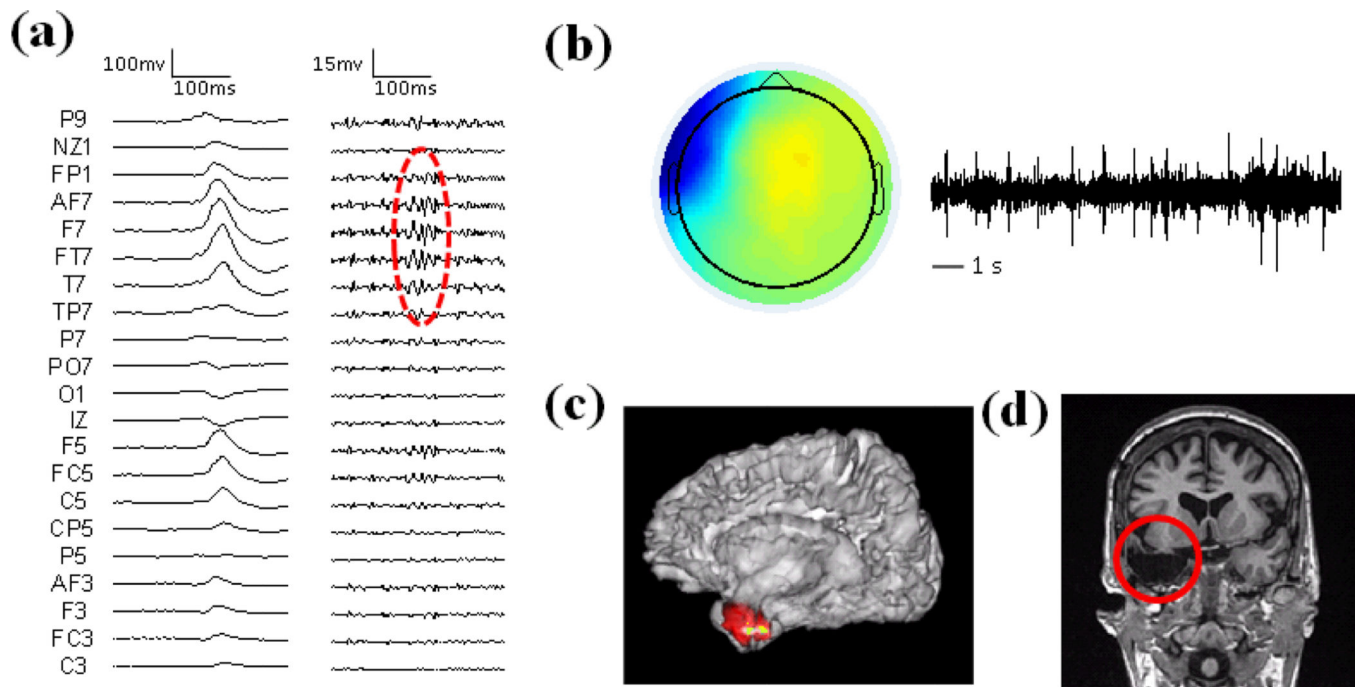 (a)
100mv
100ms
15mv
100ms
P9
NZ1
FP1
AF7
F7
FT7
T7
TP7
P7
PO7
O1
IZ
F5
FC5
C5
CP5
P5
AF3
F3
FC3
C3
(b)
1 s
(c)
(d)